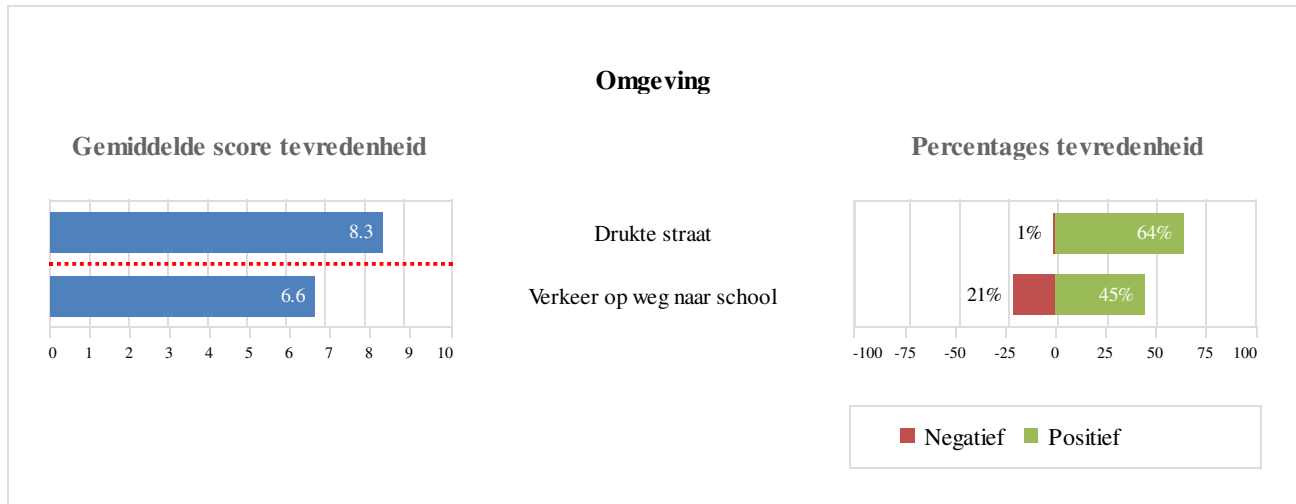 Omgeving
Gemiddelde score tevredenheid
Percentages tevredenheid
8.3
Drukte straat
1%
64%
6.6
Verkeer op weg naar school
21%
45%
0 1 2 3 4 5 6 7 8 9 10
-100 -75 -50 -25 0 25 50 75 100
Negatief Positief